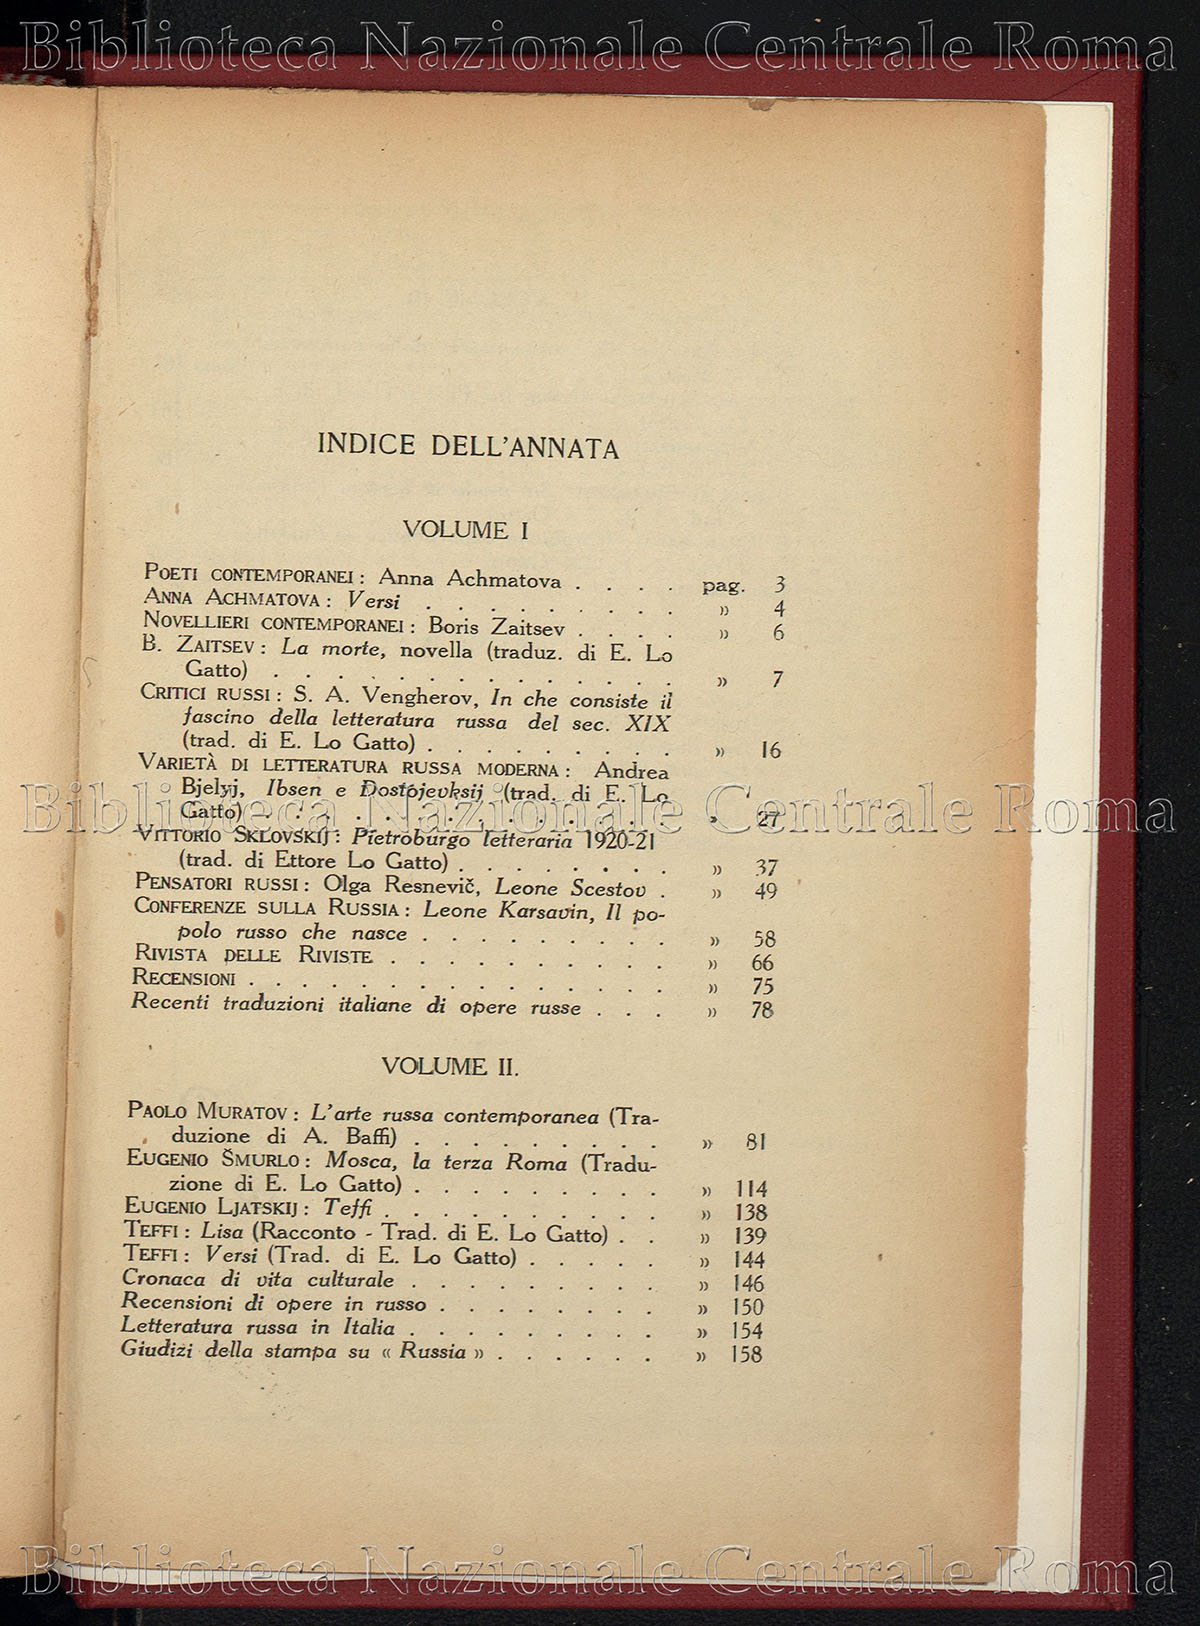 Biblioteca Nazionale Centrale Roma
INDICE DELL'ANNATA
VOLUME I
POETI CONTEMPORANEI: Anna Achmatova . . . . pag. 3
ANNA ACHMATOVA: Versi . . . . . . . . . » 4
NOVELLIERI CONTEMPORANEI: Boris Zaitsev . . . . » 6
B. ZAITSEV: La morte, novella (traduz. di E. Lo
Gatto) . . . . . . . . . . . . . » 7
CRITICI RUSSI: S. A. Vengherov, In che consiste il
fascino della letteratura russa del sec. XIX
(trad. di E. Lo Gatto) . . . . . . . . . » 16
VARIETÀ DI LETTERATURA RUSSA MODERNA: Andrea
Bjelyj, Ibsen e Dostojevksij (trad. di E. Lo
Gatto) . . . . . . . . . . . . . » 27
Biblioteca Nazionale Centrale Roma
VITTORIO SKLOVSKIJ: Pietroburgo letteraria 1920-21
(trad. di Ettore Lo Gatto) . . . . . . . . » 37
PENSATORI RUSSI: Olga Resnevič, Leone Scestov . » 49
CONFERENZE SULLA RUSSIA: Leone Karsavin, Il po-
polo russo che nasce . . . . . . . . . » 58
RIVISTA DELLE RIVISTE . . . . . . . . . . » 66
RECENSIONI . . . . . . . . . . . . . . . » 75
Recenti traduzioni italiane di opere russe . . . » 78
VOLUME II.
PAOLO MURATOV: L'arte russa contemporanea (Tra-
duzione di A. Baffi) . . . . . . . . . » 81
EUGENIO ŠMURLO: Mosca, la terza Roma (Tradu-
zione di E. Lo Gatto) . . . . . . . . . » 114
EUGENIO LJATSKIJ: Teffi . . . . . . . . . . » 138
TEFFI: Lisa (Racconto - Trad. di E. Lo Gatto) . . » 139
TEFFI: Versi (Trad. di E. Lo Gatto) . . . . . » 144
Cronaca di vita culturale . . . . . . . . . » 146
Recensioni di opere in russo . . . . . . . . » 150
Letteratura russa in Italia . . . . . . . . . » 154
Giudizi della stampa su « Russia » . . . . . . » 158
Biblioteca Nazionale Centrale Roma